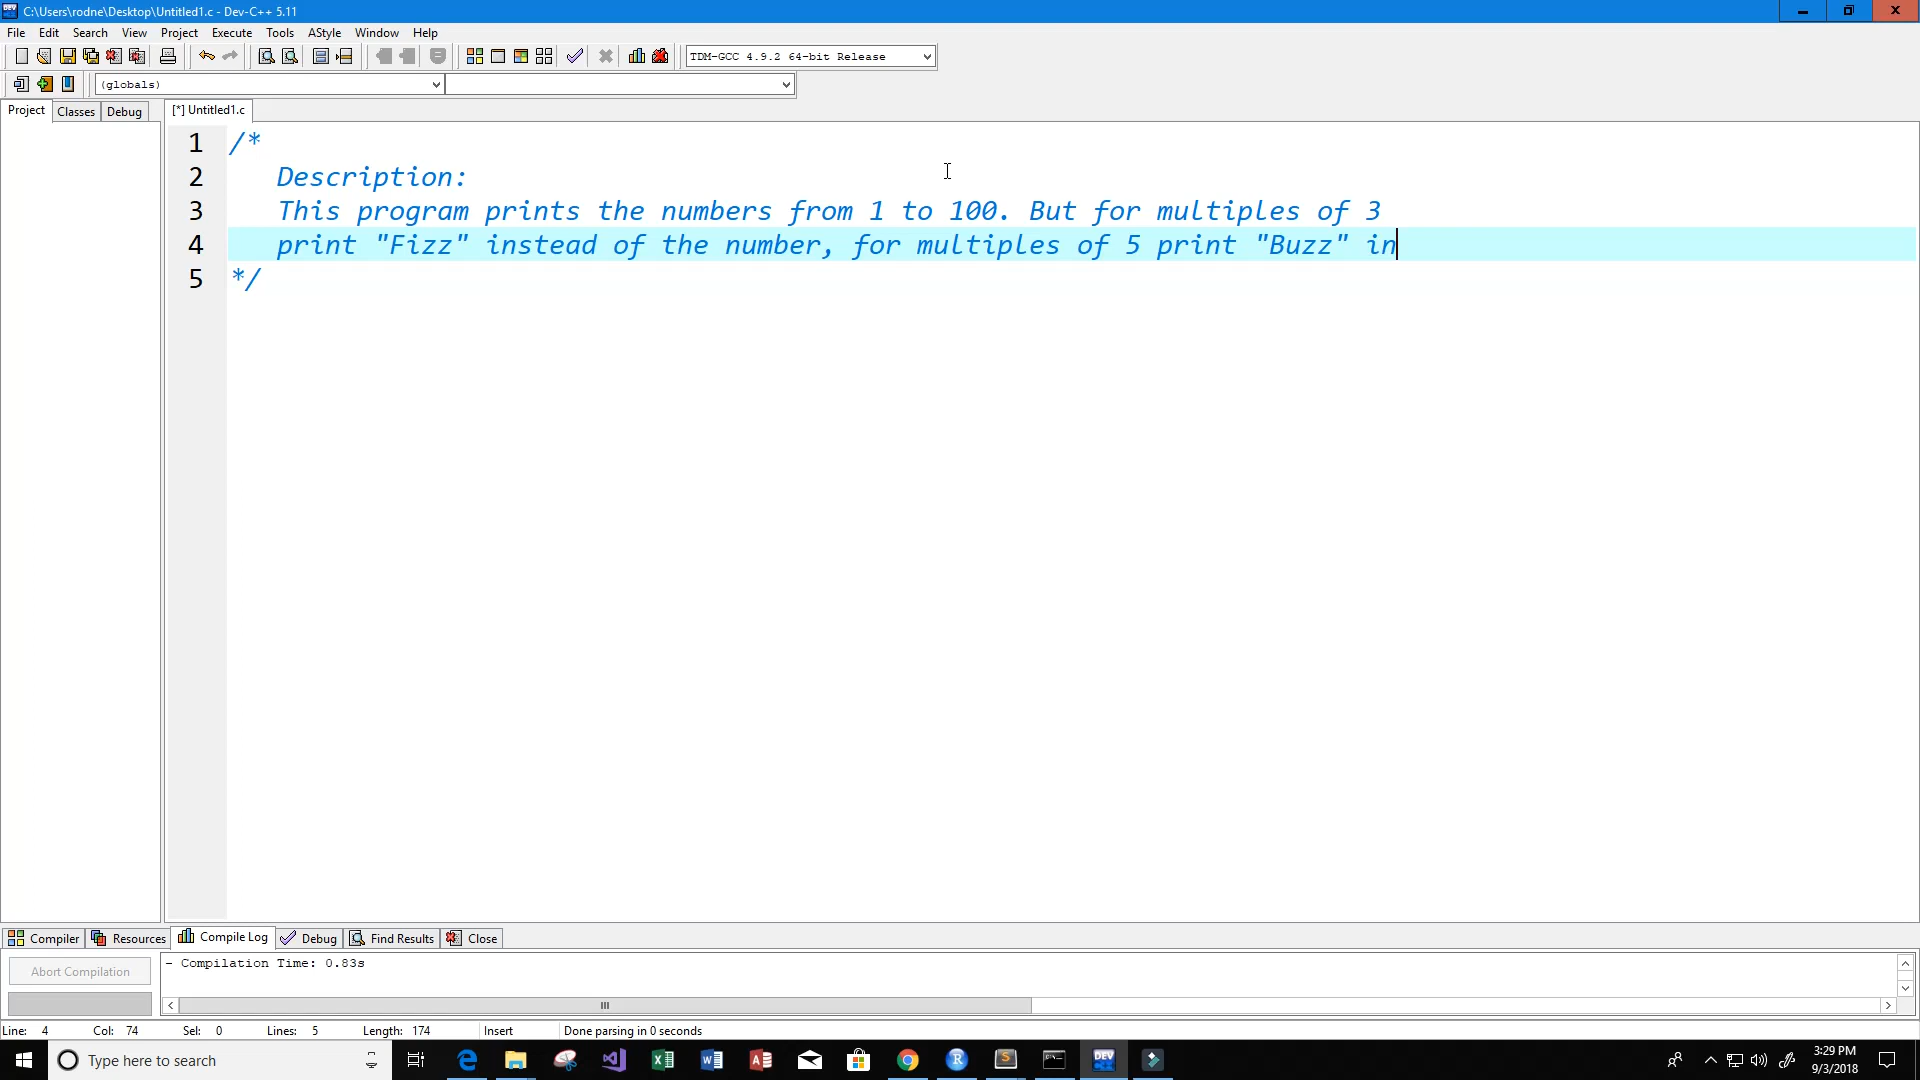 C:\Users\rodne\Desktop\Untitled1.c - Dev-C++ 5.11
File Edit Search View Project Execute Tools AStyle Window Help
TDM-GCC 4.9.2 64-bit Release
(globals)
Project Classes Debug [*] Untitled1.c
1 /*
2 Description:
3 This program prints the numbers from 1 to 100. But for multiples of 3
4 print "Fizz" instead of the number, for multiples of 5 print "Buzz" in
5 */
Compiler Resources Compile Log Debug Find Results Close
Abort Compilation
- Compilation Time: 0.83s
Line: 4 Col: 74 Sel: 0 Lines: 5 Length: 174 Insert Done parsing in 0 seconds
Type here to search
3:29 PM
9/3/2018